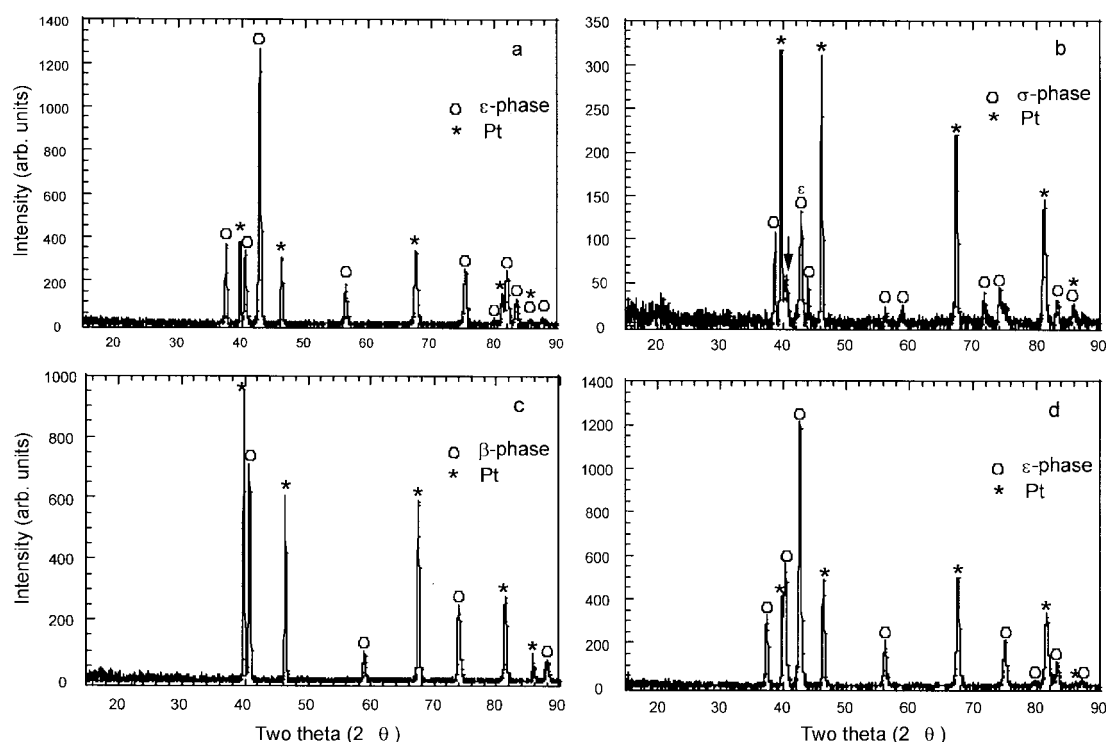 a
Intensity (arb. units)
1400
1200
1000
800
600
400
200
0
ε-phase
* Pt
20 30 40 50 60 70 80 90
b
350
300
250
200
150
100
50
0
σ-phase
* Pt
ε
20 30 40 50 60 70 80 90
c
Intensity (arb. units)
1000
800
600
400
200
0
β-phase
* Pt
20 30 40 50 60 70 80 90
Two theta (2 θ)
d
1400
1200
1000
800
600
400
200
0
ε-phase
* Pt
20 30 40 50 60 70 80 90
Two theta (2 θ)